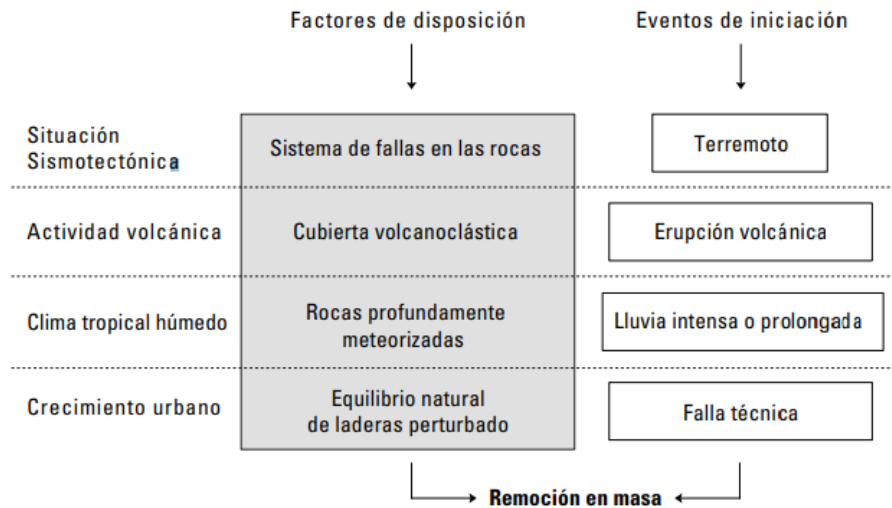 Factores de disposición
Eventos de iniciación
Situación
Sismotectónica
Sistema de fallas en las rocas
Terremoto
Actividad volcánica
Cubierta volcanoclástica
Erupción volcánica
Clima tropical húmedo
Rocas profundamente
meteorizadas
Lluvia intensa o prolongada
Crecimiento urbano
Equilibrio natural
de laderas perturbado
Falla técnica
Remoción en masa